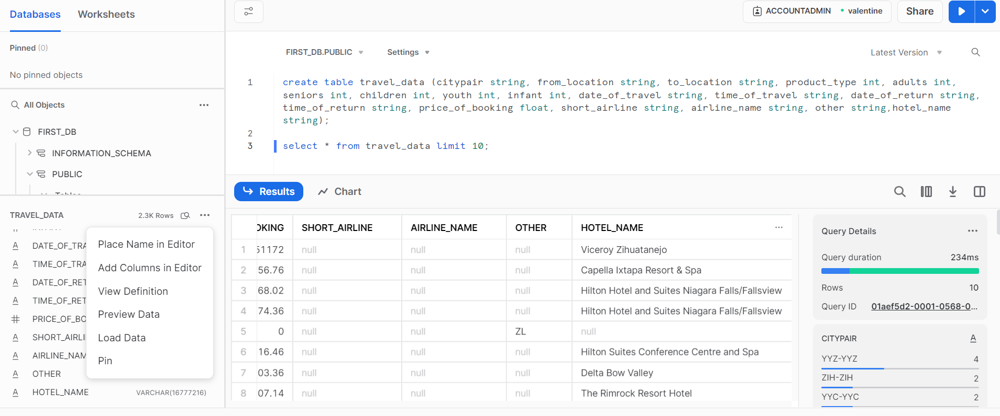 Databases Worksheets
Pinned (0)
No pinned objects
All Objects
FIRST_DB
INFORMATION_SCHEMA
PUBLIC
Tables
TRAVEL_DATA 2.3K Rows
DATE_OF_TRA
TIME_OF_TRA
DATE_OF_RET
TIME_OF_RET
PRICE_OF_BO
SHORT_AIRLI
AIRLINE_NAM
OTHER
HOTEL_NAME VARCHAR(16777216)
Place Name in Editor
Add Columns in Editor
View Definition
Preview Data
Load Data
Pin
ACCOUNTADMIN • valentine Share
FIRST_DB.PUBLIC Settings Latest Version
1 create table travel_data (citypair string, from_location string, to_location string, product_type int, adults int,
seniors int, children int, youth int, infant int, date_of_travel string, time_of_travel string, date_of_return string,
time_of_return string, price_of_booking float, short_airline string, airline_name string, other string,hotel_name
string);
2
3 select * from travel_data limit 10;
Results Chart
OKING SHORT_AIRLINE AIRLINE_NAME OTHER HOTEL_NAME ...
1 51172 null null null Viceroy Zihuatanejo
2 56.76 null null null Capella Ixtapa Resort & Spa
3 68.02 null null null Hilton Hotel and Suites Niagara Falls/Fallsview
4 74.36 null null null Hilton Hotel and Suites Niagara Falls/Fallsview
5 0 null null ZL null
6 16.46 null null null Hilton Suites Conference Centre and Spa
7 03.36 null null null Delta Bow Valley
8 07.14 null null null The Rimrock Resort Hotel
Query Details
Query duration 234ms
Rows 10
Query ID 01aef5d2-0001-0568-0...
CITYPAIR A
YYZ-YYZ 4
ZIH-ZIH 2
YYC-YYC 2